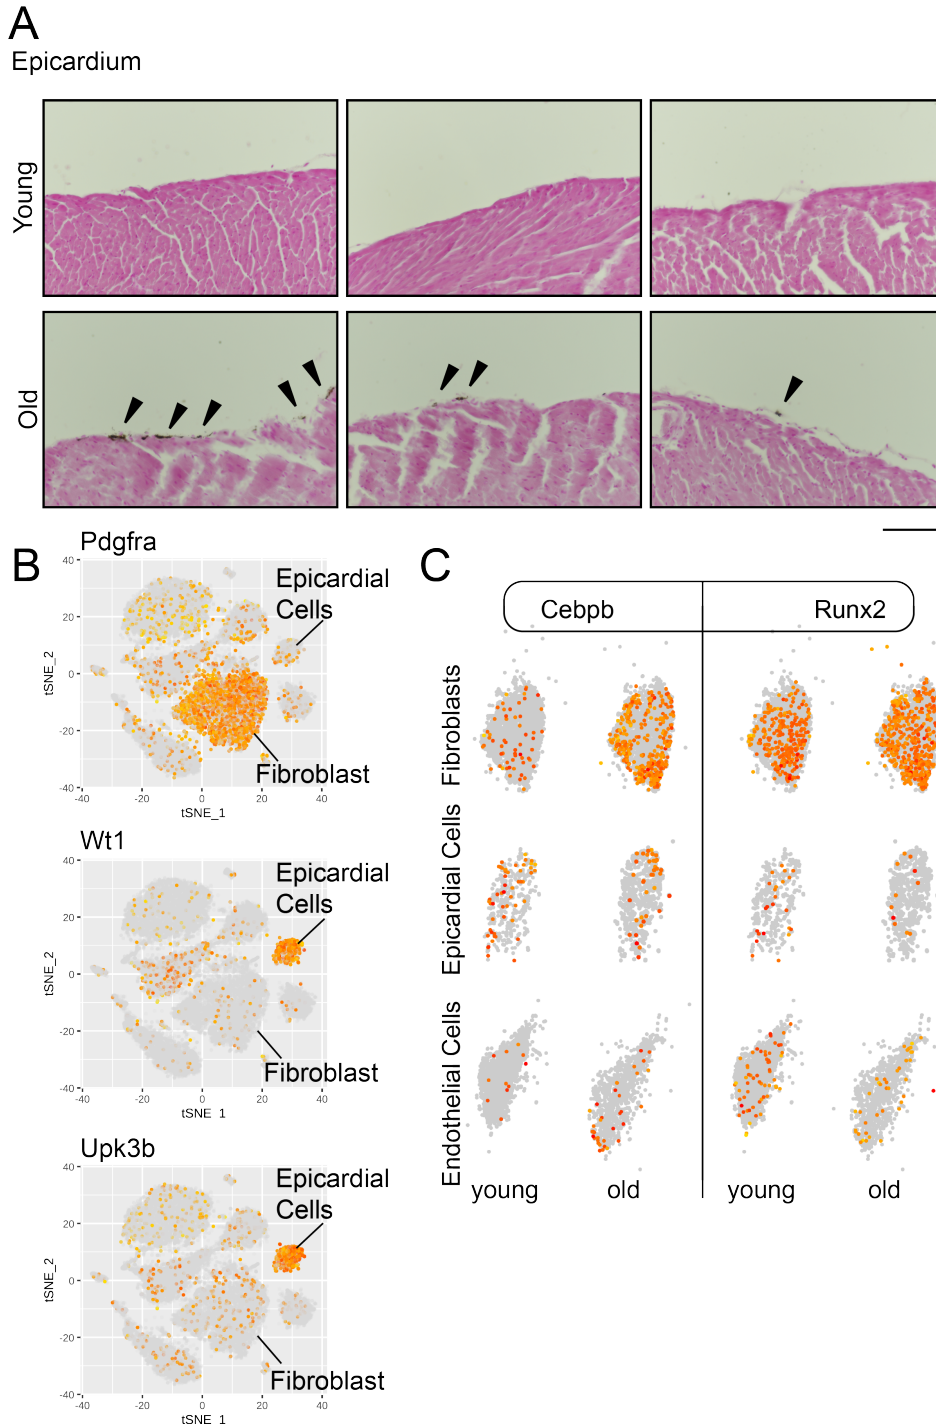 A
Epicardium
Young
Old
B
Pdgfra
40
20
0
-20
-40
-40
-20
0
20
40
tSNE_2
tSNE_1
Epicardial
Cells
Fibroblast
Wt1
40
20
0
-20
-40
-40
-20
0
20
40
tSNE_2
tSNE_1
Epicardial
Cells
Fibroblast
Upk3b
40
20
0
-20
-40
-40
-20
0
20
40
tSNE_2
tSNE_1
Epicardial
Cells
Fibroblast
C
Cebpb
Runx2
Fibroblasts
Epicardial Cells
Endothelial Cells
young
old
young
old